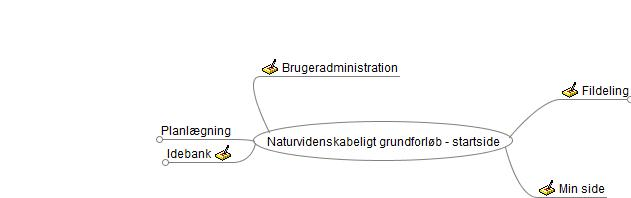 Brugeradministration
Fildeling
Planlægning
Naturvidenskabeligt grundforløb - startside
Idebank
Min side